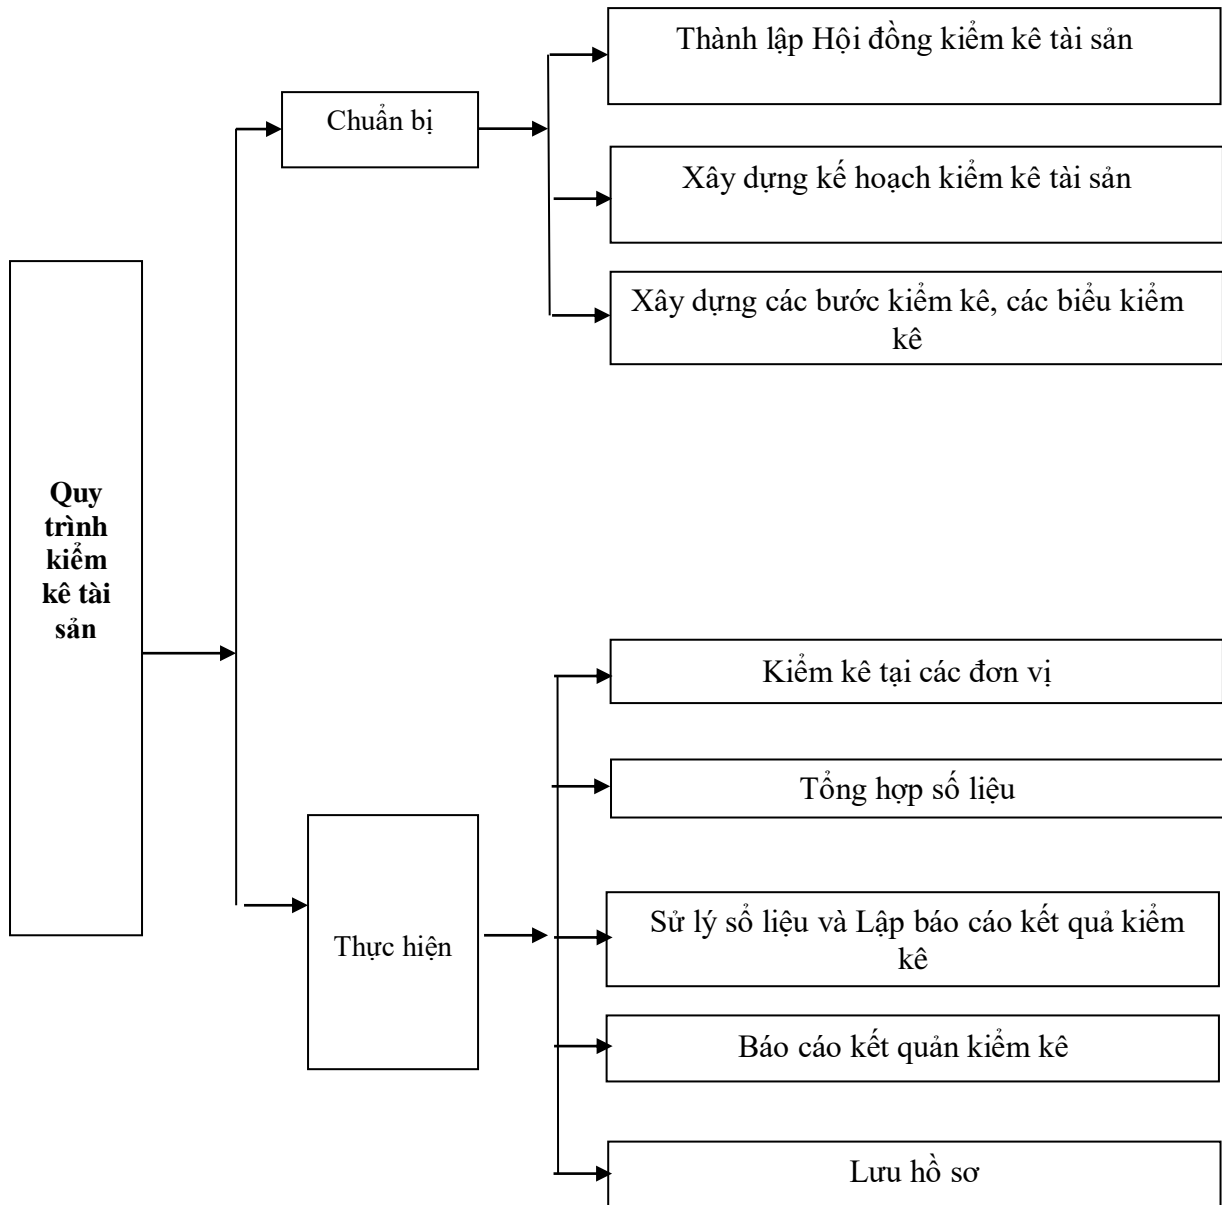 Thành lập Hội đồng kiểm kê tài sản
Chuẩn bị
Xây dựng kế hoạch kiểm kê tài sản
Xây dựng các bước kiểm kê, các biểu kiểm
kê
Quy
trình
kiểm
kê tài
sản
Kiểm kê tại các đơn vị
Tổng hợp số liệu
Thực hiện
Sử lý sổ liệu và Lập báo cáo kết quả kiểm
kê
Báo cáo kết quản kiểm kê
Lưu hồ sơ